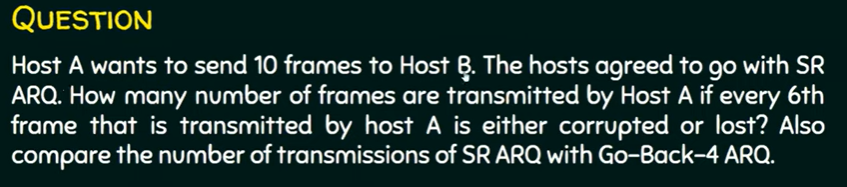 QUESTION
Host A wants to send 10 frames to Host B. The hosts agreed to go with SR
ARQ. How many number of frames are transmitted by Host A if every 6th
frame that is transmitted by host A is either corrupted or lost? Also
compare the number of transmissions of SR ARQ with Go-Back-4 ARQ.